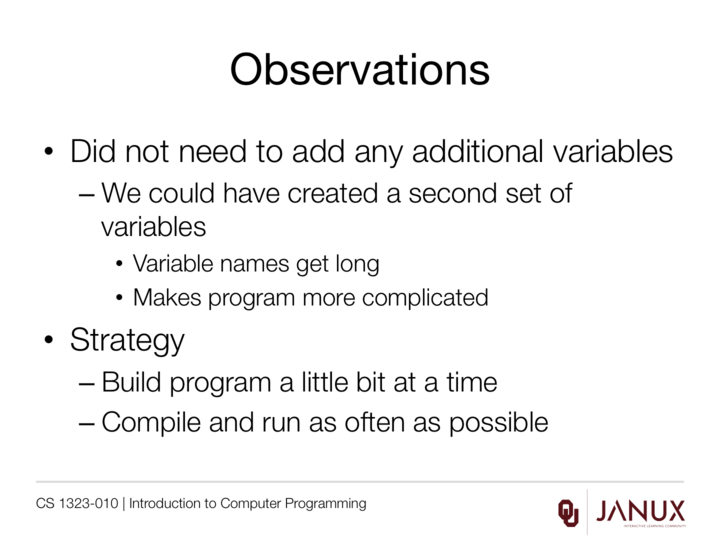 Observations
• Did not need to add any additional variables
– We could have created a second set of
variables
• Variable names get long
• Makes program more complicated
• Strategy
– Build program a little bit at a time
– Compile and run as often as possible
CS 1323-010 | Introduction to Computer Programming
OU JANUX
INTERACTIVE LEARNING COMMUNITY